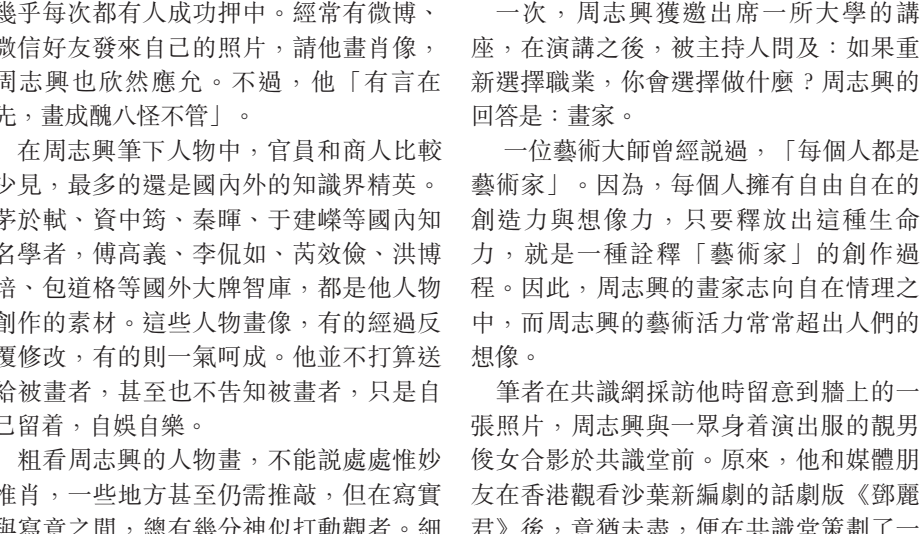 幾乎每次都有人成功押中。經常有微博、
微信好友發來自己的照片，請他畫肖像，
周志興也欣然應允。不過，他「有言在
先，畫成醜八怪不管」。
在周志興筆下人物中，官員和商人比較
少見，最多的還是國內外的知識界精英。
茅於軾、資中筠、秦暉、于建嶸等國內知
名學者，傅高義、李侃如、芮效儉、洪博
培、包道格等國外大牌智庫，都是他人物
創作的素材。這些人物畫像，有的經過反
覆修改，有的則一氣呵成。他並不打算送
給被畫者，甚至也不告知被畫者，只是自
己留着，自娛自樂。
粗看周志興的人物畫，不能說處處惟妙
惟肖，一些地方甚至仍需推敲，但在寫實
與寫意之間，總有幾分神似打動觀者。細
一次，周志興獲邀出席一所大學的講
座，在演講之後，被主持人問及：如果重
新選擇職業，你會選擇做什麼？周志興的
回答是：畫家。
一位藝術大師曾經說過，「每個人都是
藝術家」。因為，每個人擁有自由自在的
創造力與想像力，只要釋放出這種生命
力，就是一種詮釋「藝術家」的創作過
程。因此，周志興的畫家志向自在情理之
中，而周志興的藝術活力常常超出人們的
想像。
筆者在共識網採訪他時留意到牆上的一
張照片，周志興與一眾身着演出服的靚男
俊女合影於共識堂前。原來，他和媒體朋
友在香港觀看沙葉新編劇的話劇版《鄧麗
君》後，意猶未盡，便在共識堂策劃了一